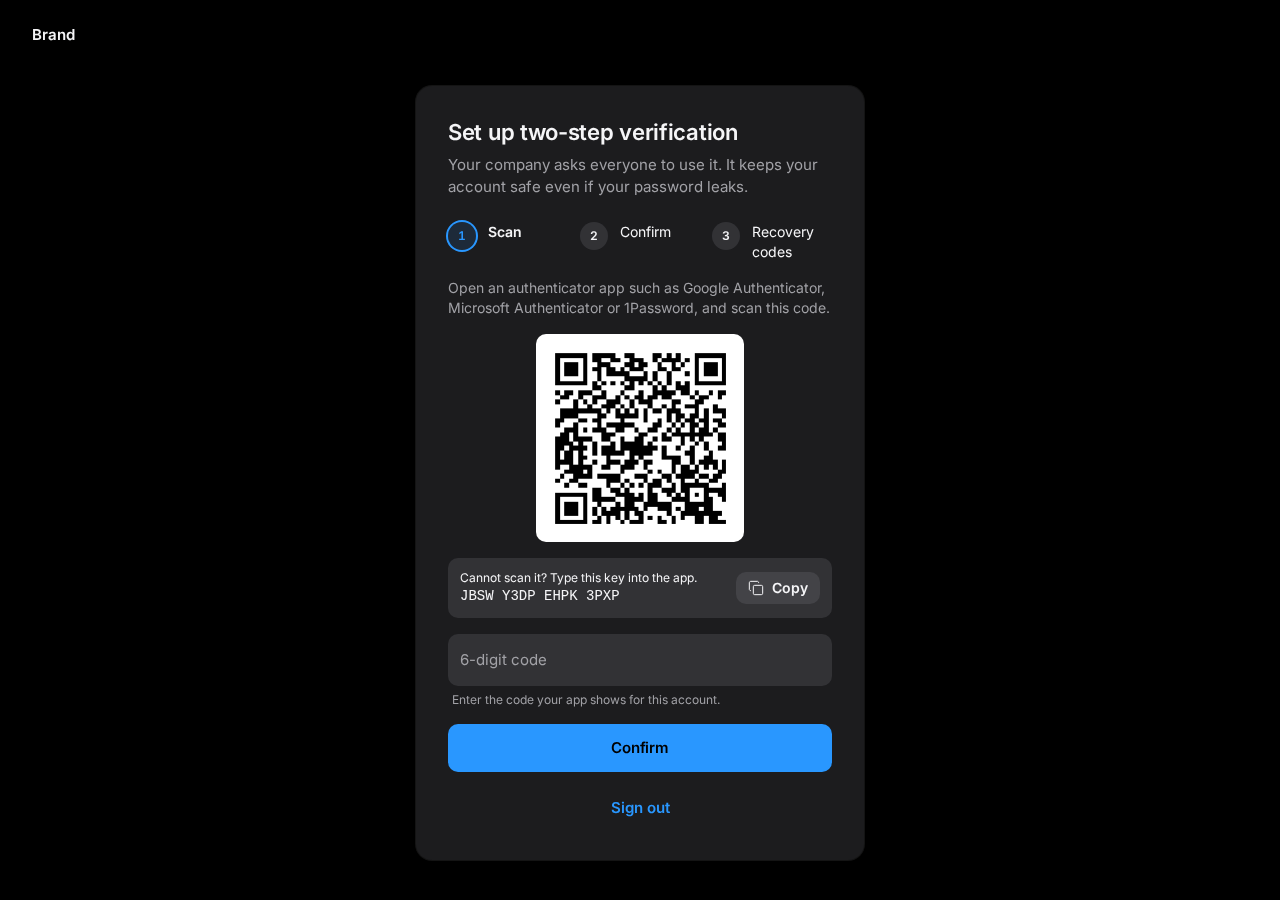 Brand
Set up two-step verification
Your company asks everyone to use it. It keeps your
account safe even if your password leaks.
1 Scan
2 Confirm
3 Recovery
codes
Open an authenticator app such as Google Authenticator,
Microsoft Authenticator or 1Password, and scan this code.
Cannot scan it? Type this key into the app.
JBSW Y3DP EHPK 3PXP
Copy
6-digit code
Enter the code your app shows for this account.
Confirm
Sign out